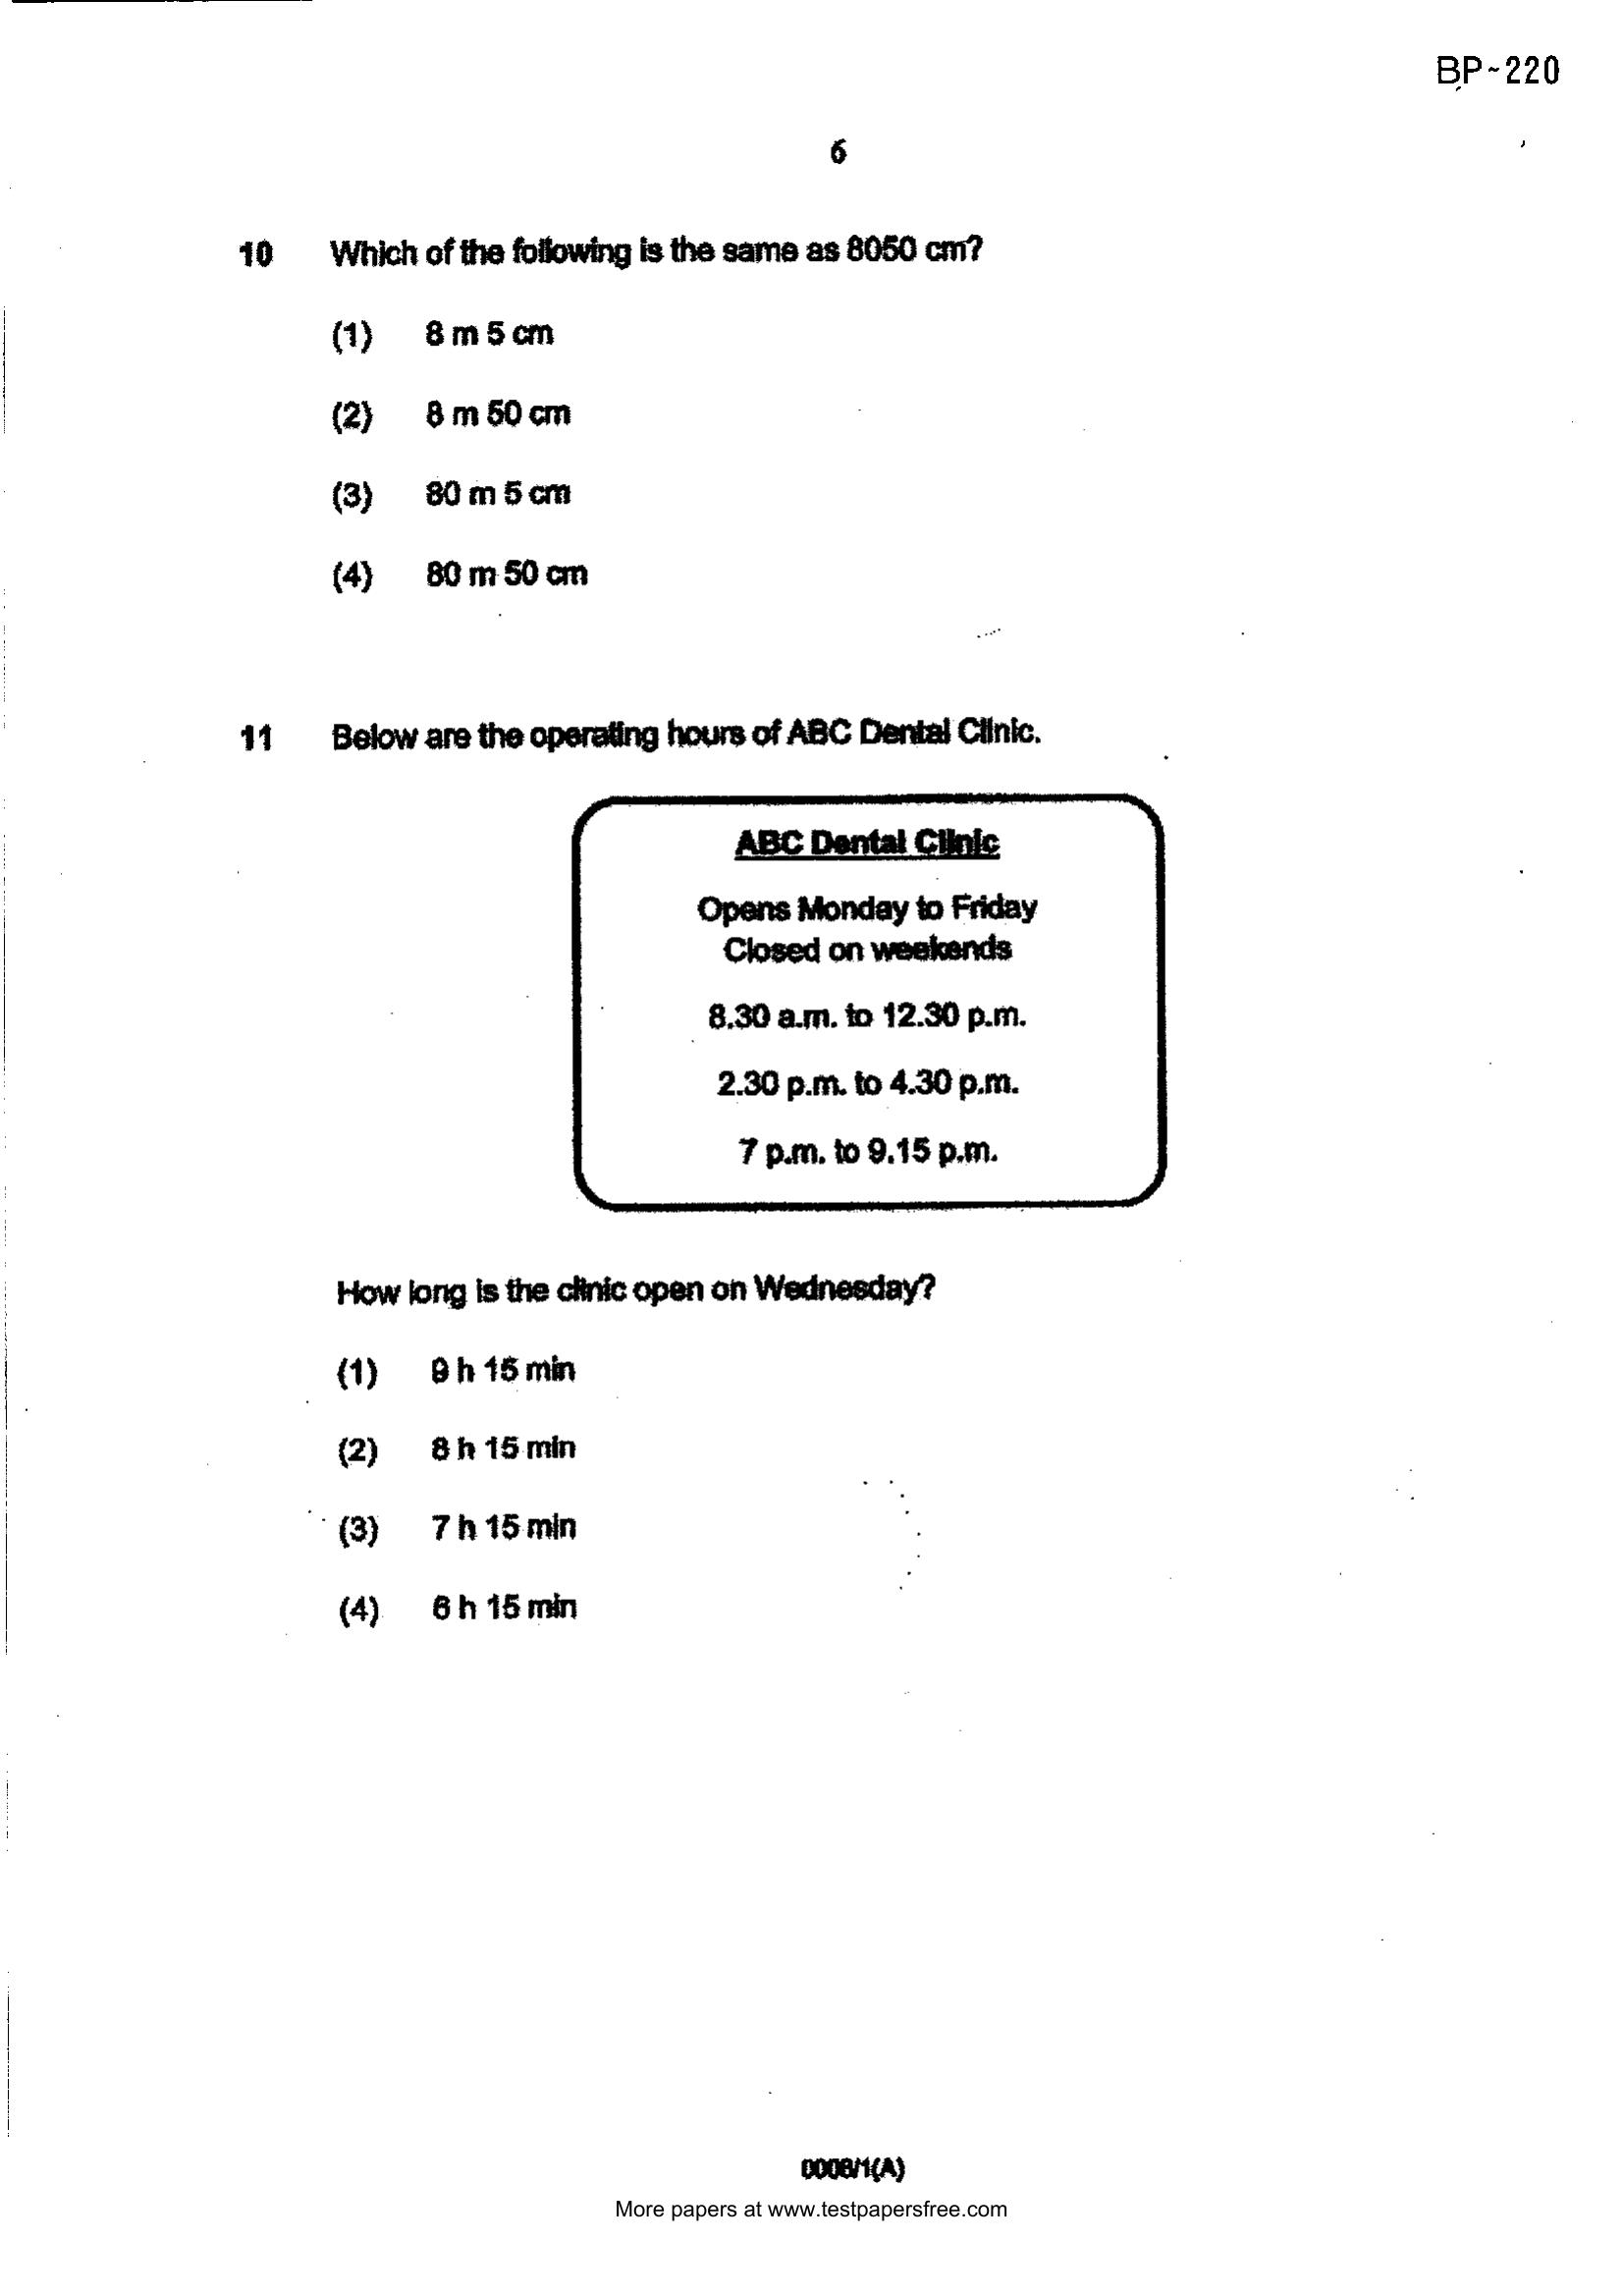 BP~220
6
10 Which of the following is the same as 8050 cm?
(1) 8 m 5 cm
(2) 8 m 50 cm
(3) 80 m 5 cm
(4) 80 m 50 cm
11 Below are the operating hours of ABC Dental Clinic.
ABC Dental Clinic
Opens Monday to Friday
Closed on weekends
8.30 a.m. to 12.30 p.m.
2.30 p.m. to 4.30 p.m.
7 p.m. to 9.15 p.m.
How long is the clinic open on Wednesday?
(1) 9 h 15 min
(2) 8 h 15 min
(3) 7 h 15 min
(4) 6 h 15 min
0008/1(A)
More papers at www.testpapersfree.com